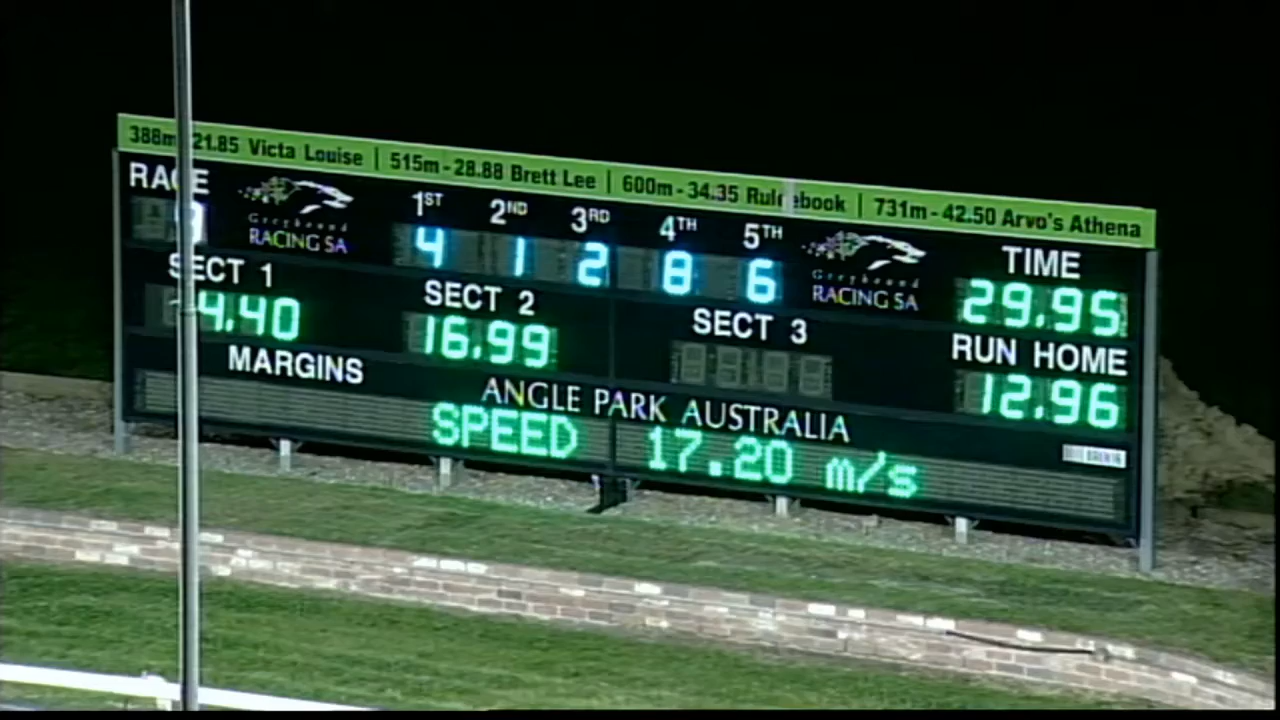 388m 21.85 Victa Louise | 515m - 28.88 Brett Lee | 600m - 34.35 Rulebook | 731m - 42.50 Arvo's Athena
RACE
Greyhound
RACING SA
1ST 2ND 3RD 4TH 5TH
4 1 2 8 6
Greyhound
RACING SA
TIME
29.95
SECT 1
4.40
SECT 2
16.99
SECT 3
RUN HOME
12.96
MARGINS
ANGLE PARK AUSTRALIA
SPEED 17.20 m/s